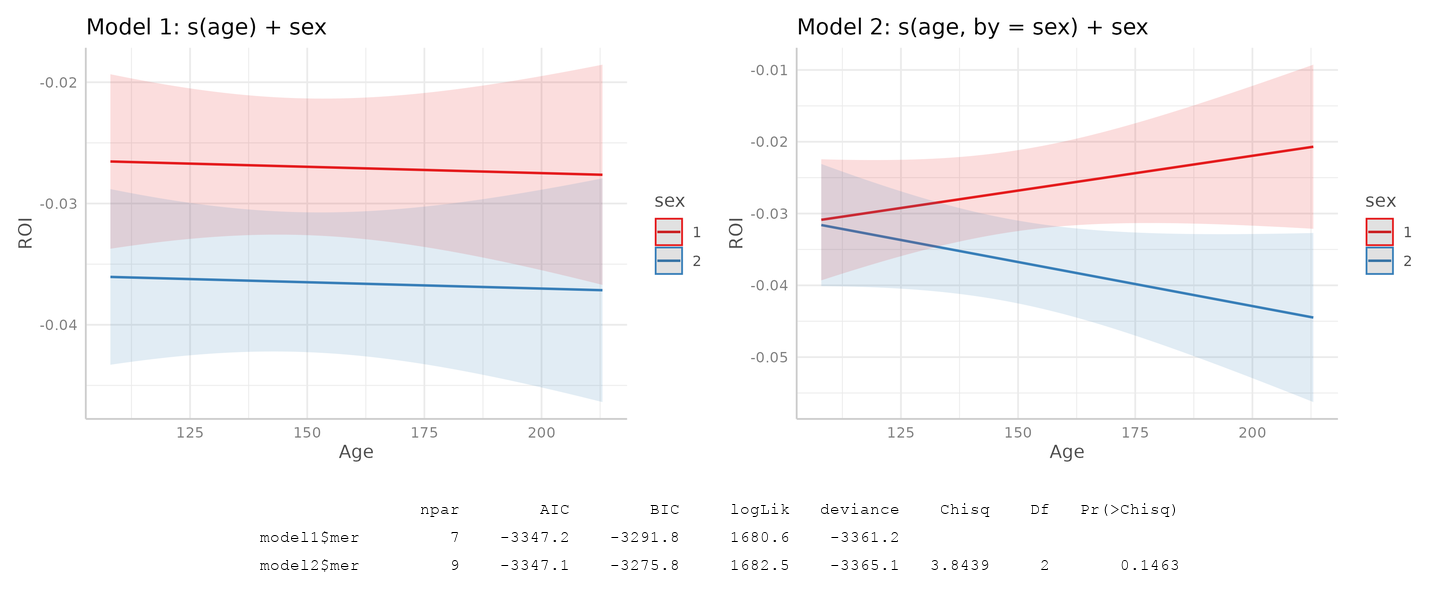 Model 1: s(age) + sex
-0.02
-0.03
-0.04
ROI
125 150 175 200
Age
sex
1
2
Model 2: s(age, by = sex) + sex
-0.01
-0.02
-0.03
-0.04
-0.05
ROI
125 150 175 200
Age
sex
1
2
npar AIC BIC logLik deviance Chisq Df Pr(>Chisq)
model1$mer 7 -3347.2 -3291.8 1680.6 -3361.2
model2$mer 9 -3347.1 -3275.8 1682.5 -3365.1 3.8439 2 0.1463